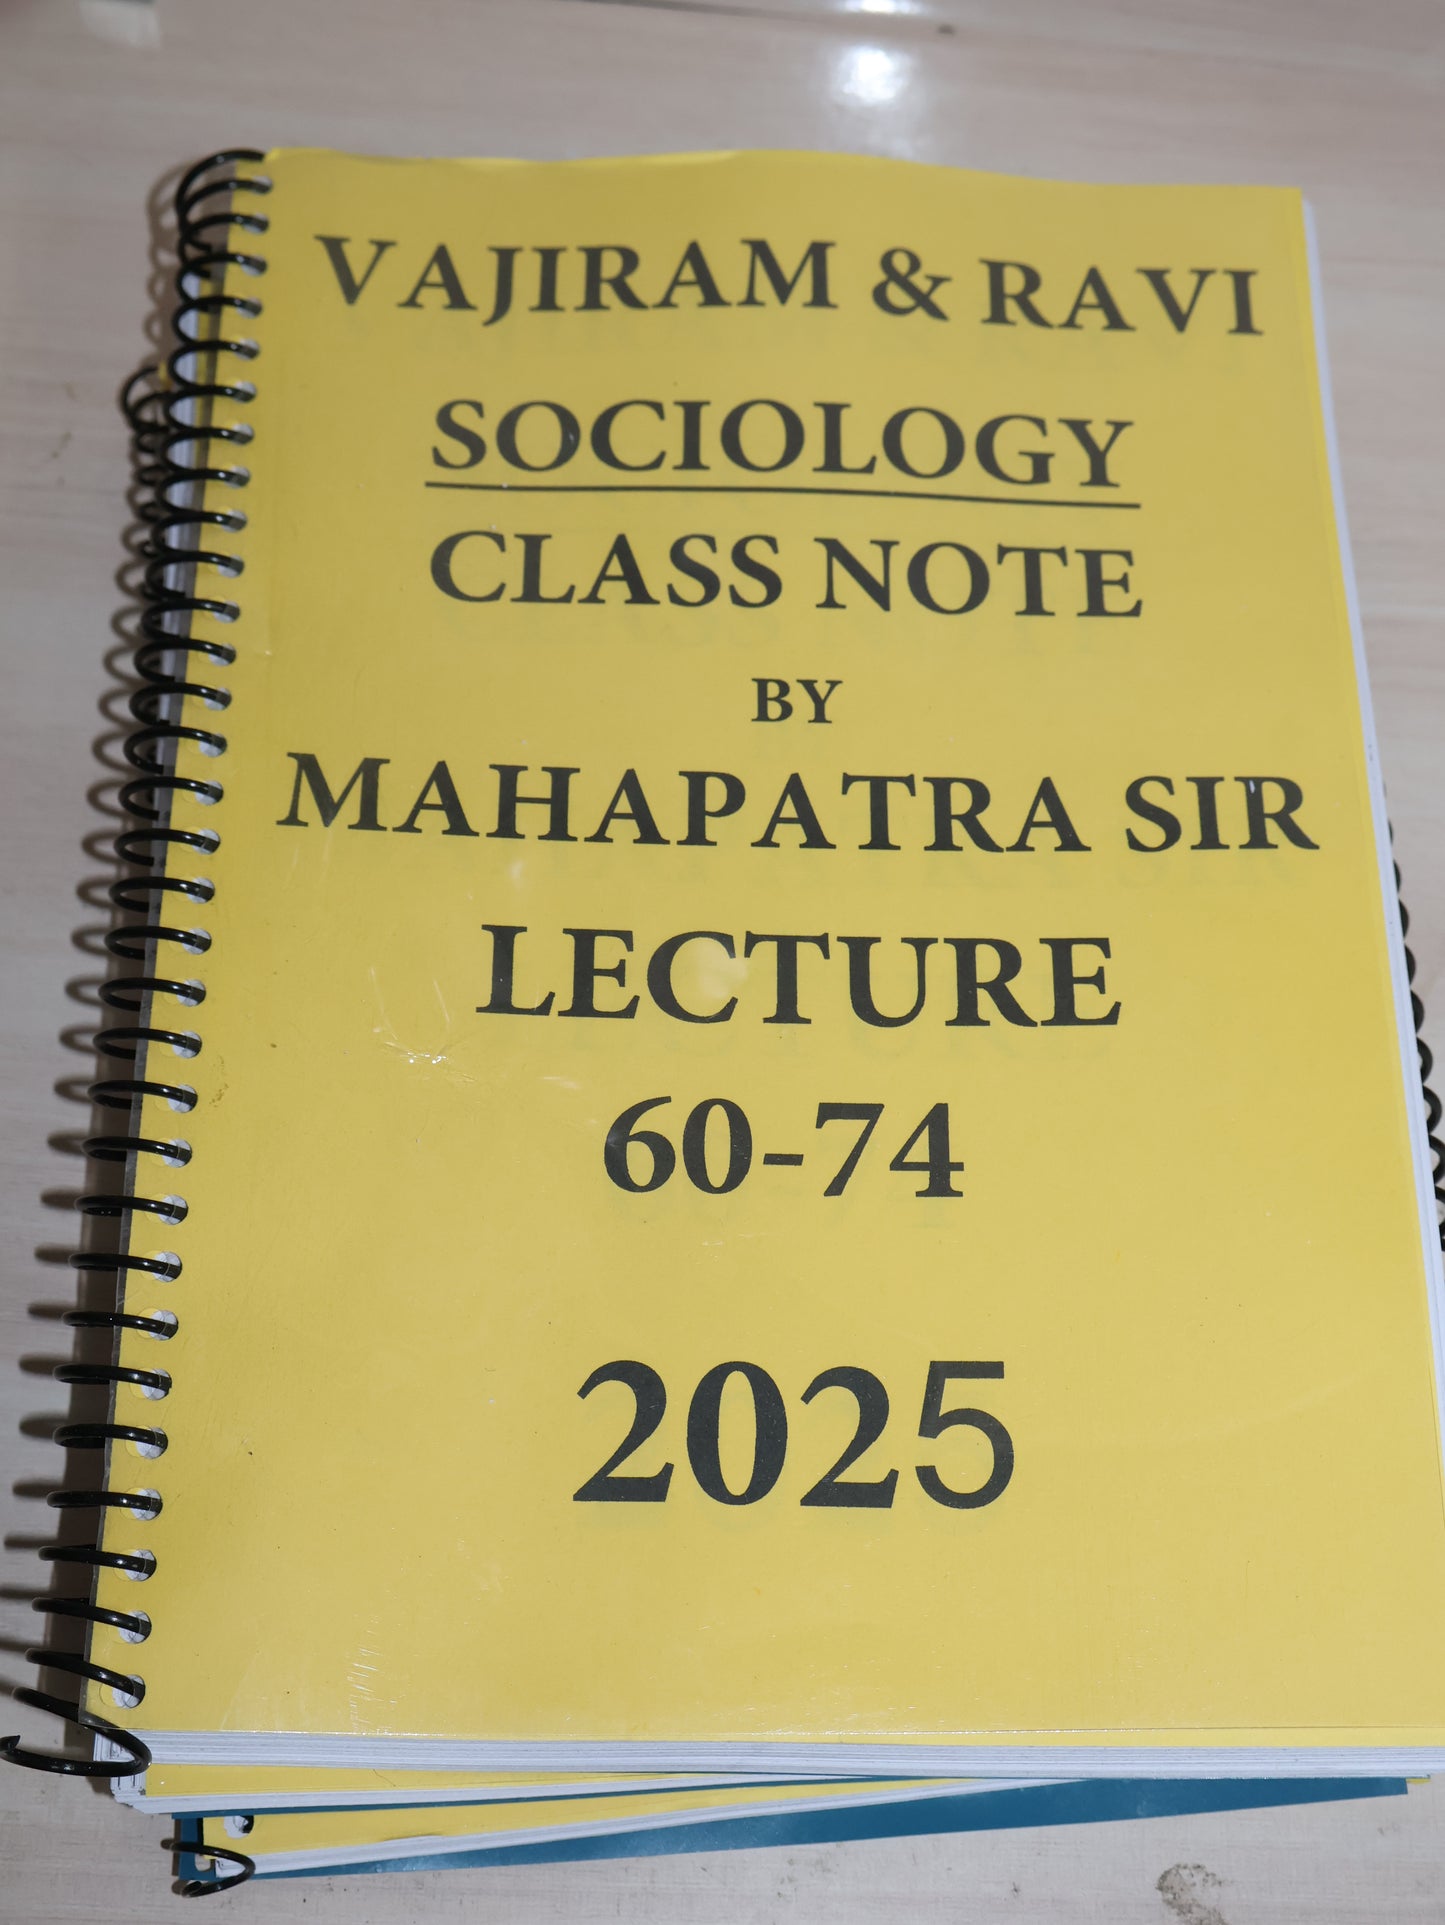 VAJIRAM & RAVI
SOCIOLOGY
CLASS NOTE
BY
MAHAPATRA SIR
LECTURE
60-74
2025